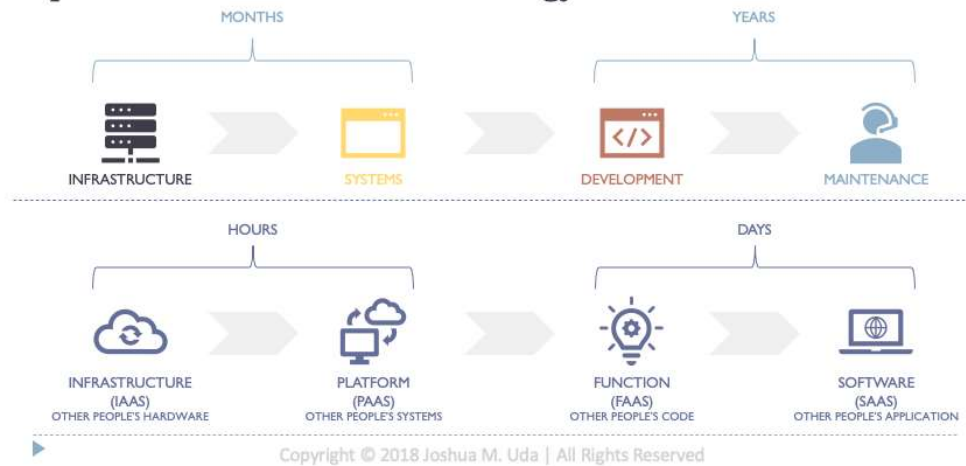 MONTHS YEARS
INFRASTRUCTURE SYSTEMS DEVELOPMENT MAINTENANCE
HOURS DAYS
INFRASTRUCTURE PLATFORM FUNCTION SOFTWARE
(IAAS) (PAAS) (FAAS) (SAAS)
OTHER PEOPLE'S HARDWARE OTHER PEOPLE'S SYSTEMS OTHER PEOPLE'S CODE OTHER PEOPLE'S APPLICATION
Copyright © 2018 Joshua M. Uda | All Rights Reserved